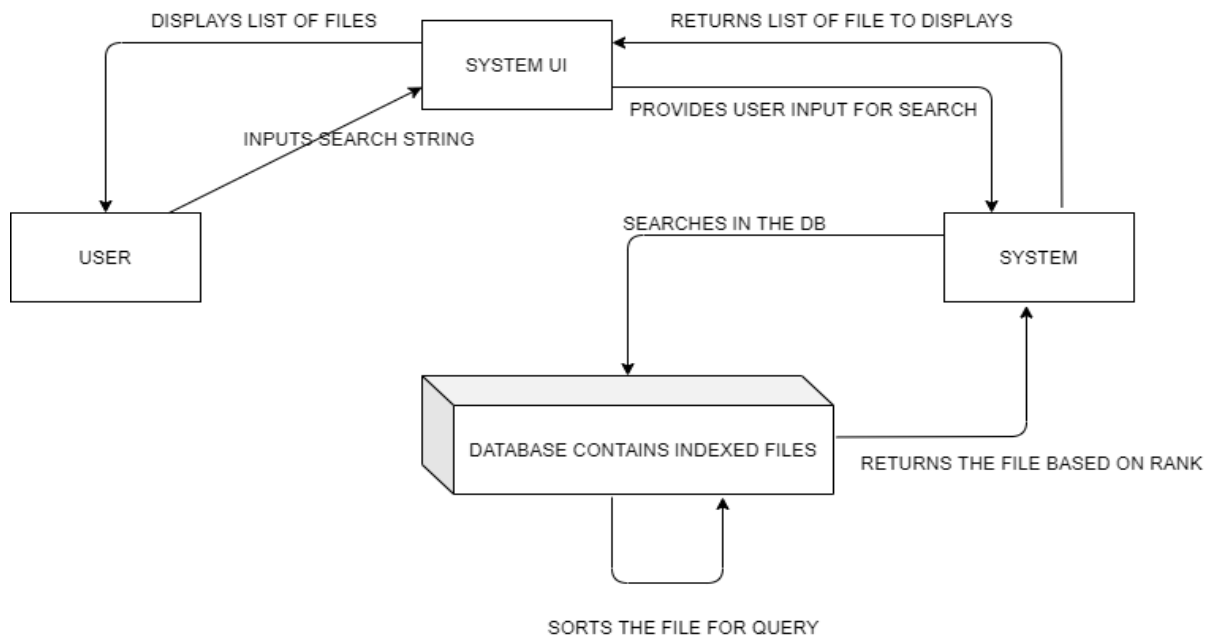 DISPLAYS LIST OF FILES
RETURNS LIST OF FILE TO DISPLAYS
SYSTEM UI
PROVIDES USER INPUT FOR SEARCH
INPUTS SEARCH STRING
SEARCHES IN THE DB
USER
SYSTEM
DATABASE CONTAINS INDEXED FILES
RETURNS THE FILE BASED ON RANK
SORTS THE FILE FOR QUERY